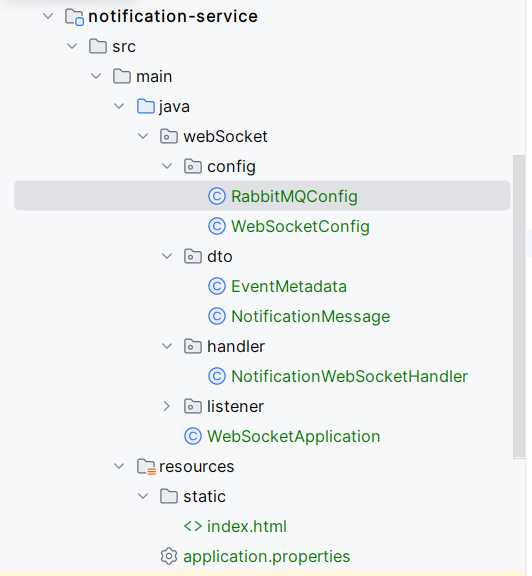 notification-service
src
main
java
webSocket
config
RabbitMQConfig
WebSocketConfig
dto
EventMetadata
NotificationMessage
handler
NotificationWebSocketHandler
listener
WebSocketApplication
resources
static
index.html
application.properties